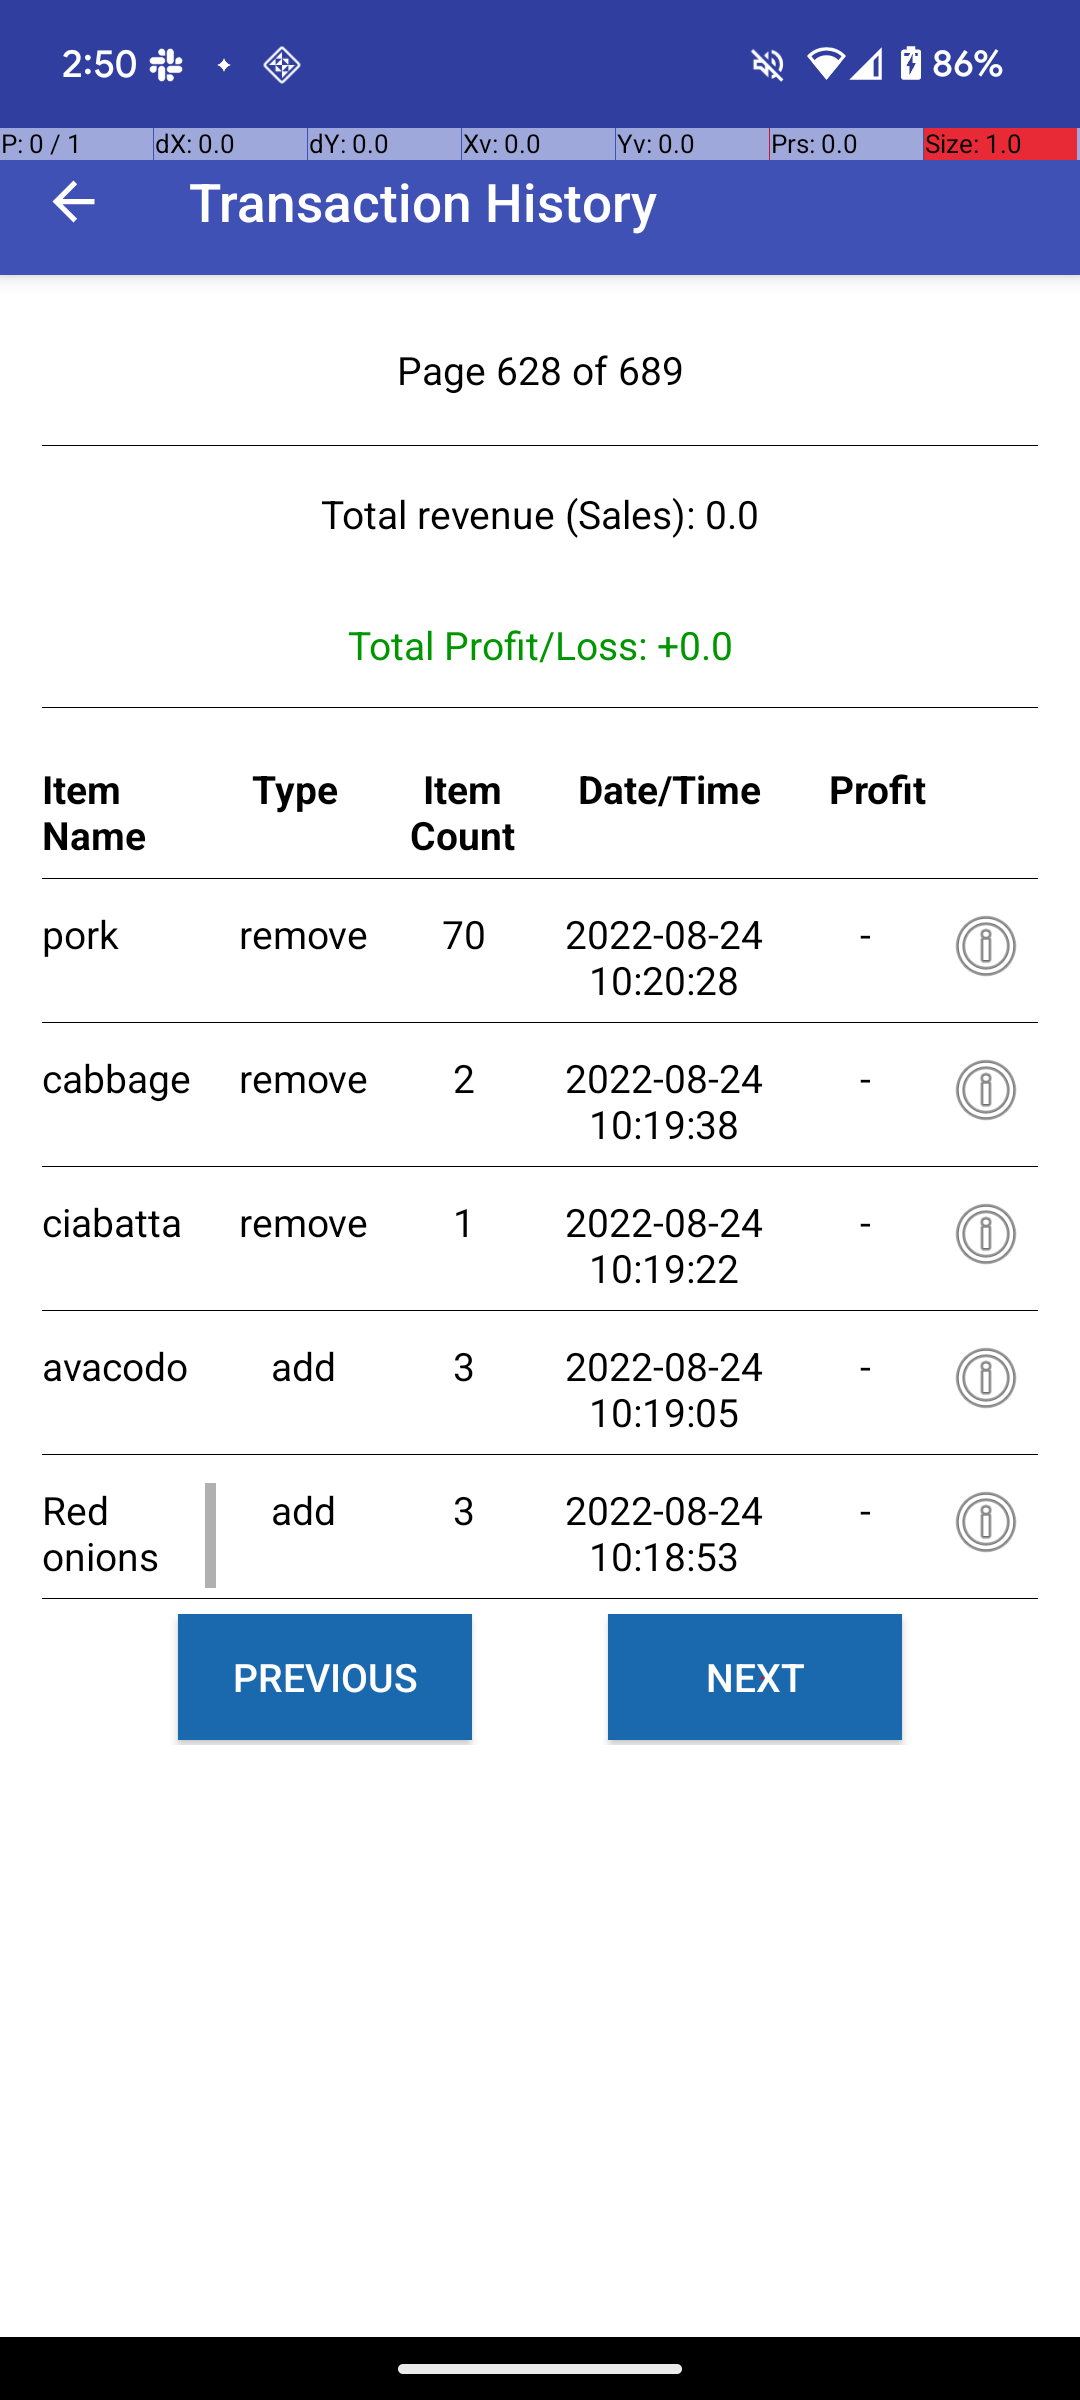 2:50 86%
P: 0 / 1 dX: 0.0 dY: 0.0 Xv: 0.0 Yv: 0.0 Prs: 0.0 Size: 1.0
Transaction History
Page 628 of 689
Total revenue (Sales): 0.0
Total Profit/Loss: +0.0
Item Name Type Item Count Date/Time Profit
pork remove 70 2022-08-24 10:20:28 -
cabbage remove 2 2022-08-24 10:19:38 -
ciabatta remove 1 2022-08-24 10:19:22 -
avacodo add 3 2022-08-24 10:19:05 -
Red onions add 3 2022-08-24 10:18:53 -
PREVIOUS NEXT